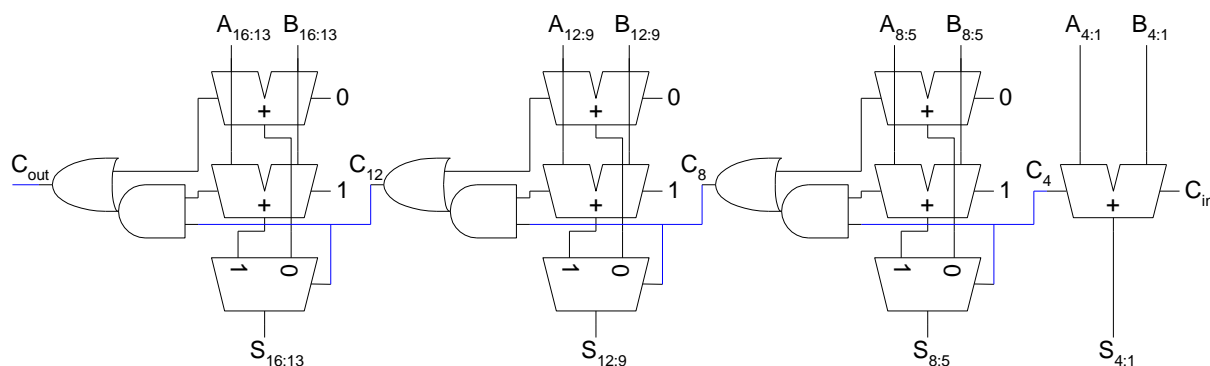 A16:13 B16:13 A12:9 B12:9 A8:5 B8:5 A4:1 B4:1
0 0 0
+ + +
Cout C12 C8 C4
1 1 1 Cin
+ + + +
1 0 1 0 1 0
S16:13 S12:9 S8:5 S4:1